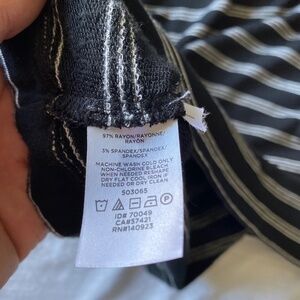 97% RAYON/RAYONNE/
RAYON
3% SPANDEX/SPANDEX/
SPANDEX
MACHINE WASH COLD ONLY
NON-CHLORINE BLEACH
WHEN NEEDED RESHAPE
DRY FLAT COOL IRON IF
NEEDED OR DRY CLEAN
503065
ID# 70049
CA#37421
RN#140923